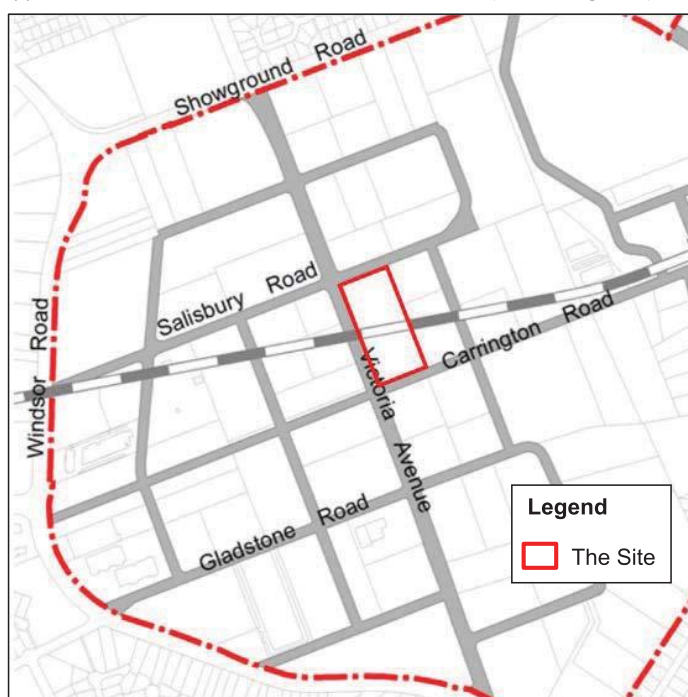 Showground Road
Salisbury Road
Windsor Road
Carrington Road
Victoria Avenue
Gladstone Road
Legend
The Site